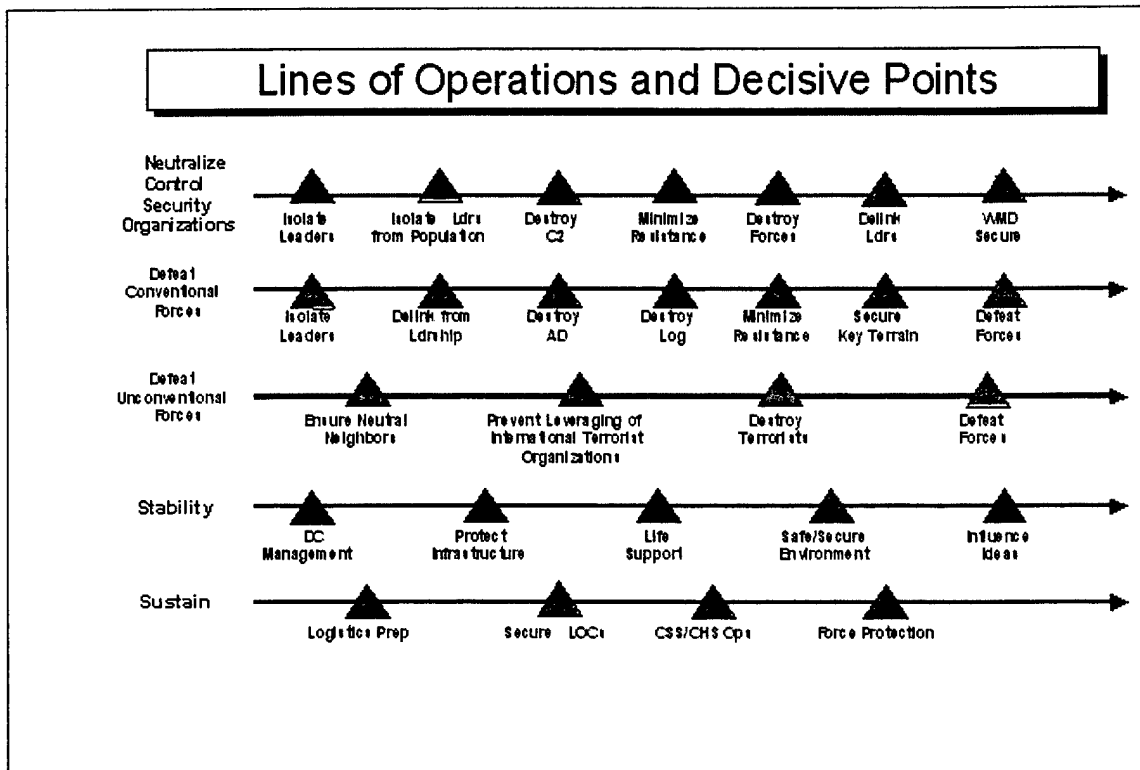 Lines of Operations and Decisive Points
Neutralize
Control
Security
Organizations
Isolate
Leaders
Isolate Ldrs
from Population
Destroy
C2
Minimize
Resistance
Destroy
Forces
Delink
Ldrs
WMD
Secure
Defeat
Conventional
Forces
Isolate
Leaders
Delink from
Ldrship
Destroy
AD
Destroy
Log
Minimize
Resistance
Secure
Key Terrain
Defeat
Forces
Defeat
Unconventional
Forces
Ensure Neutral
Neighbors
Prevent Leveraging of
International Terrorist
Organizations
Destroy
Terrorists
Defeat
Forces
Stability
DC
Management
Protect
Infrastructure
Life
Support
Safe/Secure
Environment
Influence
Ideas
Sustain
Logistics Prep
Secure LOCs
CSS/CHS Ops
Force Protection